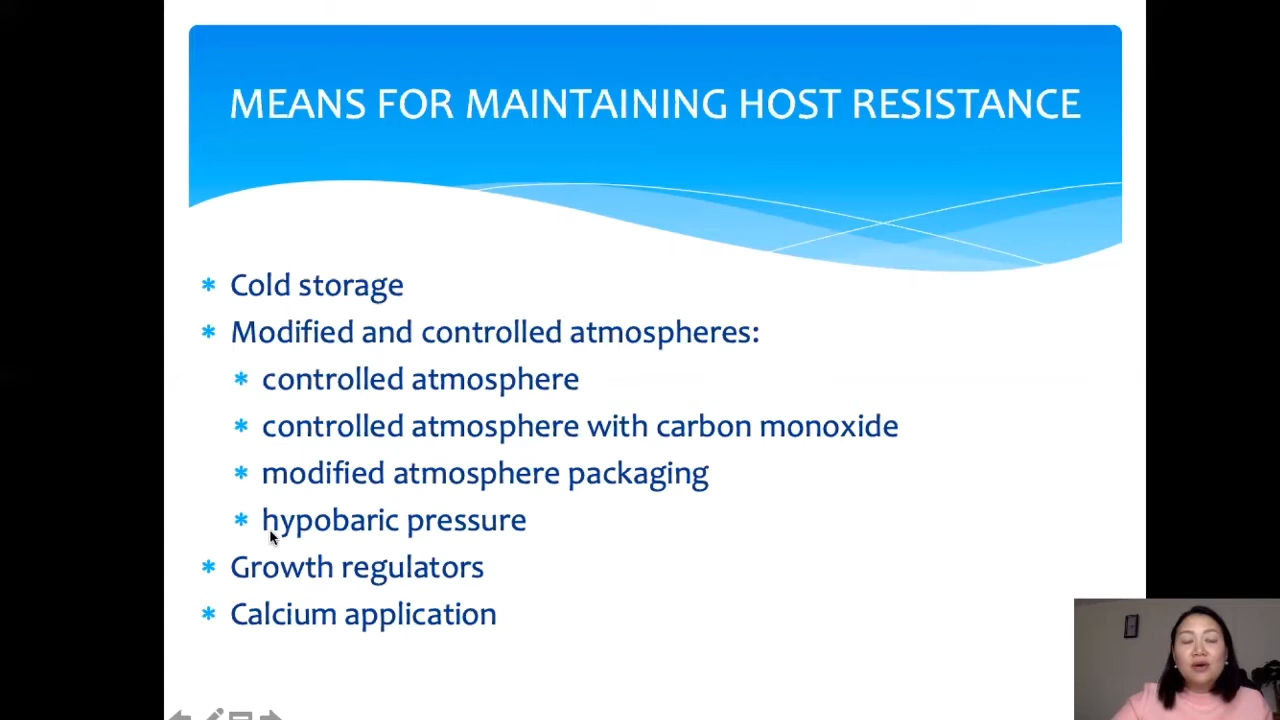 MEANS FOR MAINTAINING HOST RESISTANCE
* Cold storage
* Modified and controlled atmospheres:
* controlled atmosphere
* controlled atmosphere with carbon monoxide
* modified atmosphere packaging
* hypobaric pressure
* Growth regulators
* Calcium application